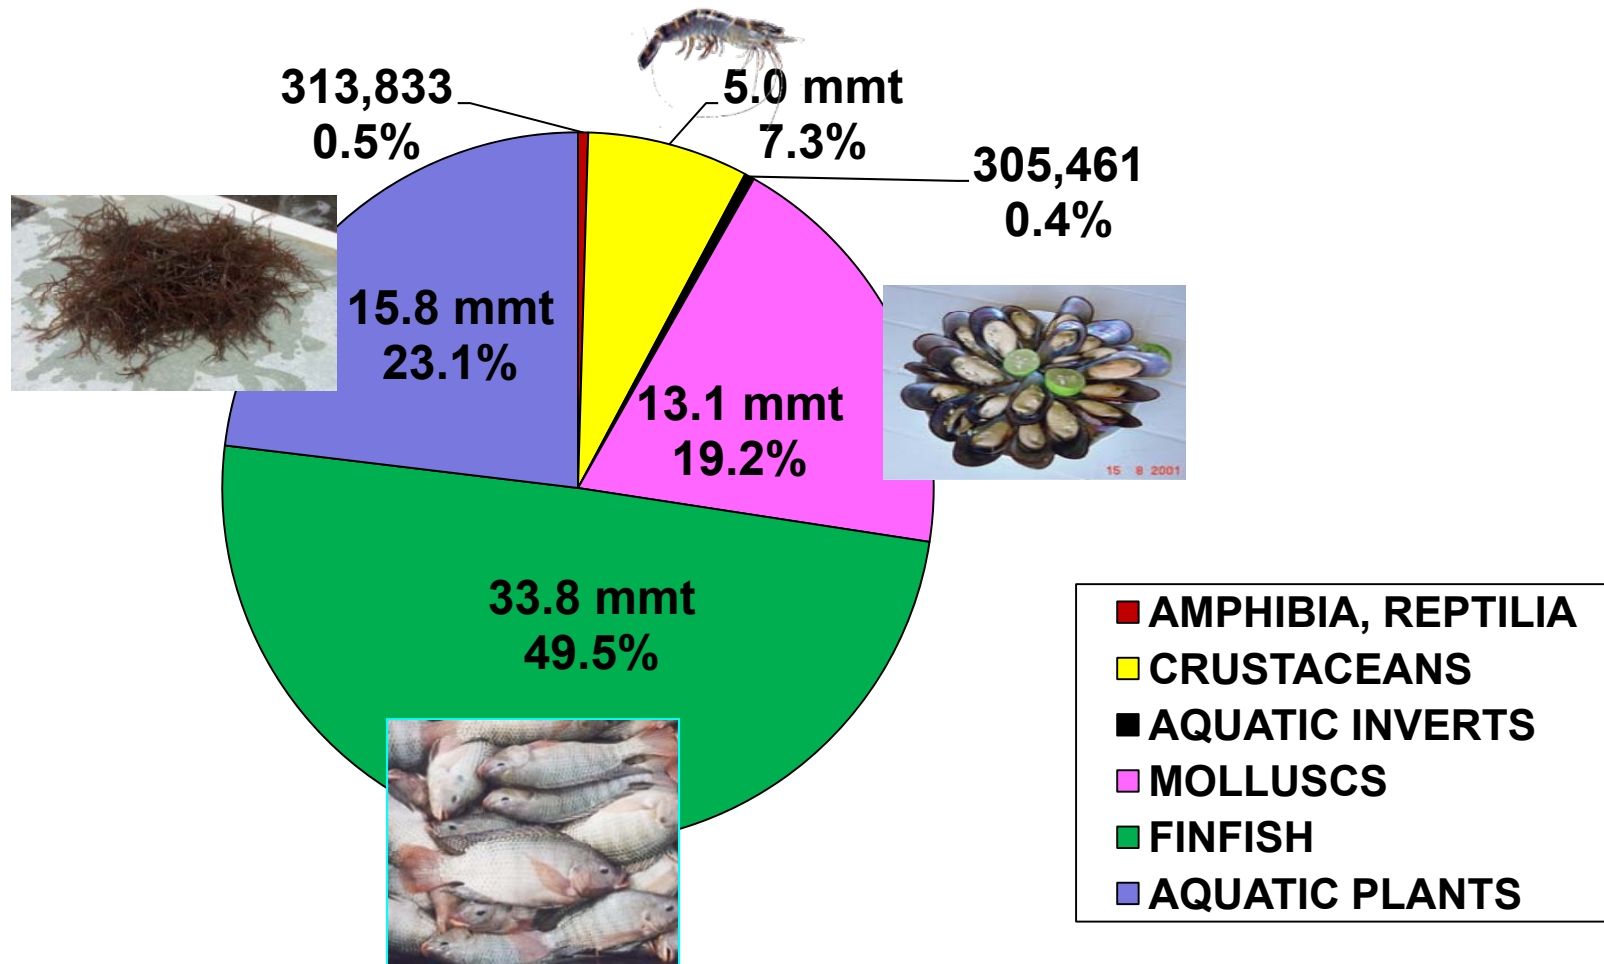 313,833
0.5%
5.0 mmt
7.3%
305,461
0.4%
15.8 mmt
23.1%
13.1 mmt
19.2%
15 8 2001
33.8 mmt
49.5%
AMPHIBIA, REPTILIA
CRUSTACEANS
AQUATIC INVERTS
MOLLUSCS
FINFISH
AQUATIC PLANTS